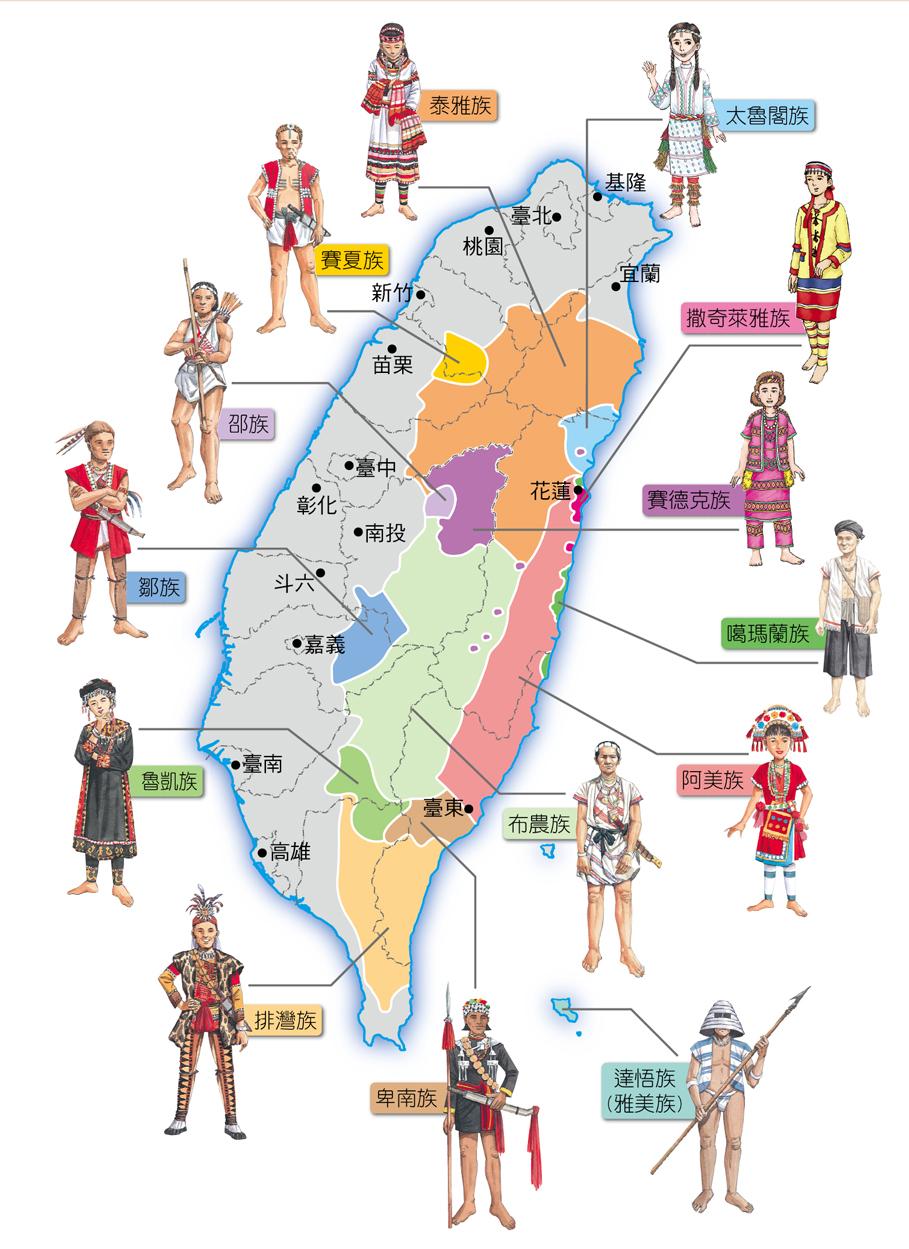 泰雅族
太魯閣族
基隆
臺北
桃園
賽夏族
宜蘭
新竹
撒奇萊雅族
苗栗
邵族
臺中
花蓮
彰化
賽德克族
南投
斗六
鄒族
噶瑪蘭族
嘉義
臺南
魯凱族
阿美族
臺東
布農族
高雄
排灣族
達悟族
(雅美族)
卑南族